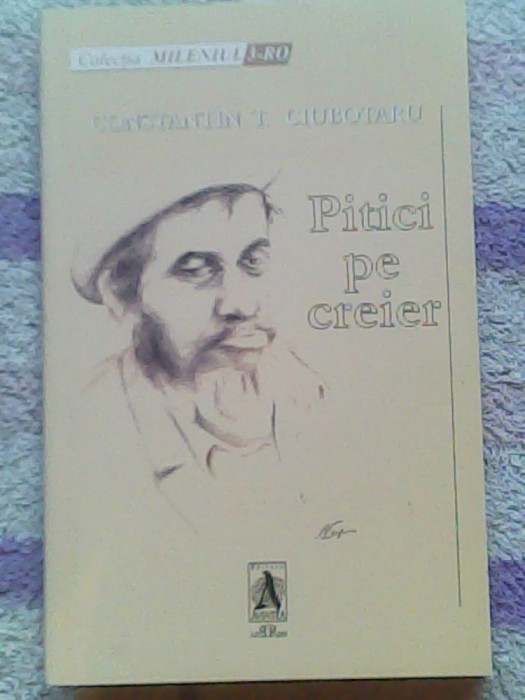 Colecția MILENIUL 3-RO
CONSTANTIN T. CIUBOTARU
Pitici
pe
creier